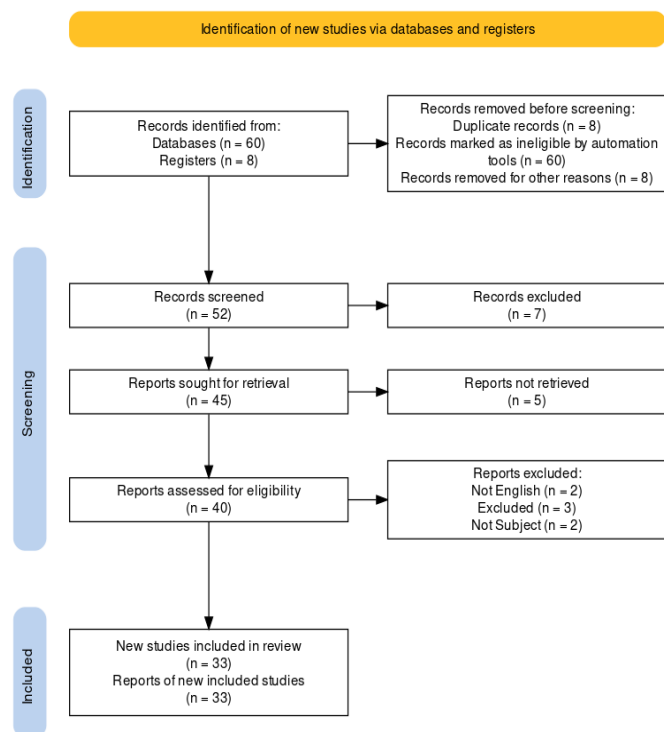 Identification of new studies via databases and registers
Identification
Records identified from:
Databases (n = 60)
Registers (n = 8)
Records removed before screening:
Duplicate records (n = 8)
Records marked as ineligible by automation
tools (n = 60)
Records removed for other reasons (n = 8)
Screening
Records screened
(n = 52)
Records excluded
(n = 7)
Reports sought for retrieval
(n = 45)
Reports not retrieved
(n = 5)
Reports assessed for eligibility
(n = 40)
Reports excluded:
Not English (n = 2)
Excluded (n = 3)
Not Subject (n = 2)
Included
New studies included in review
(n = 33)
Reports of new included studies
(n = 33)